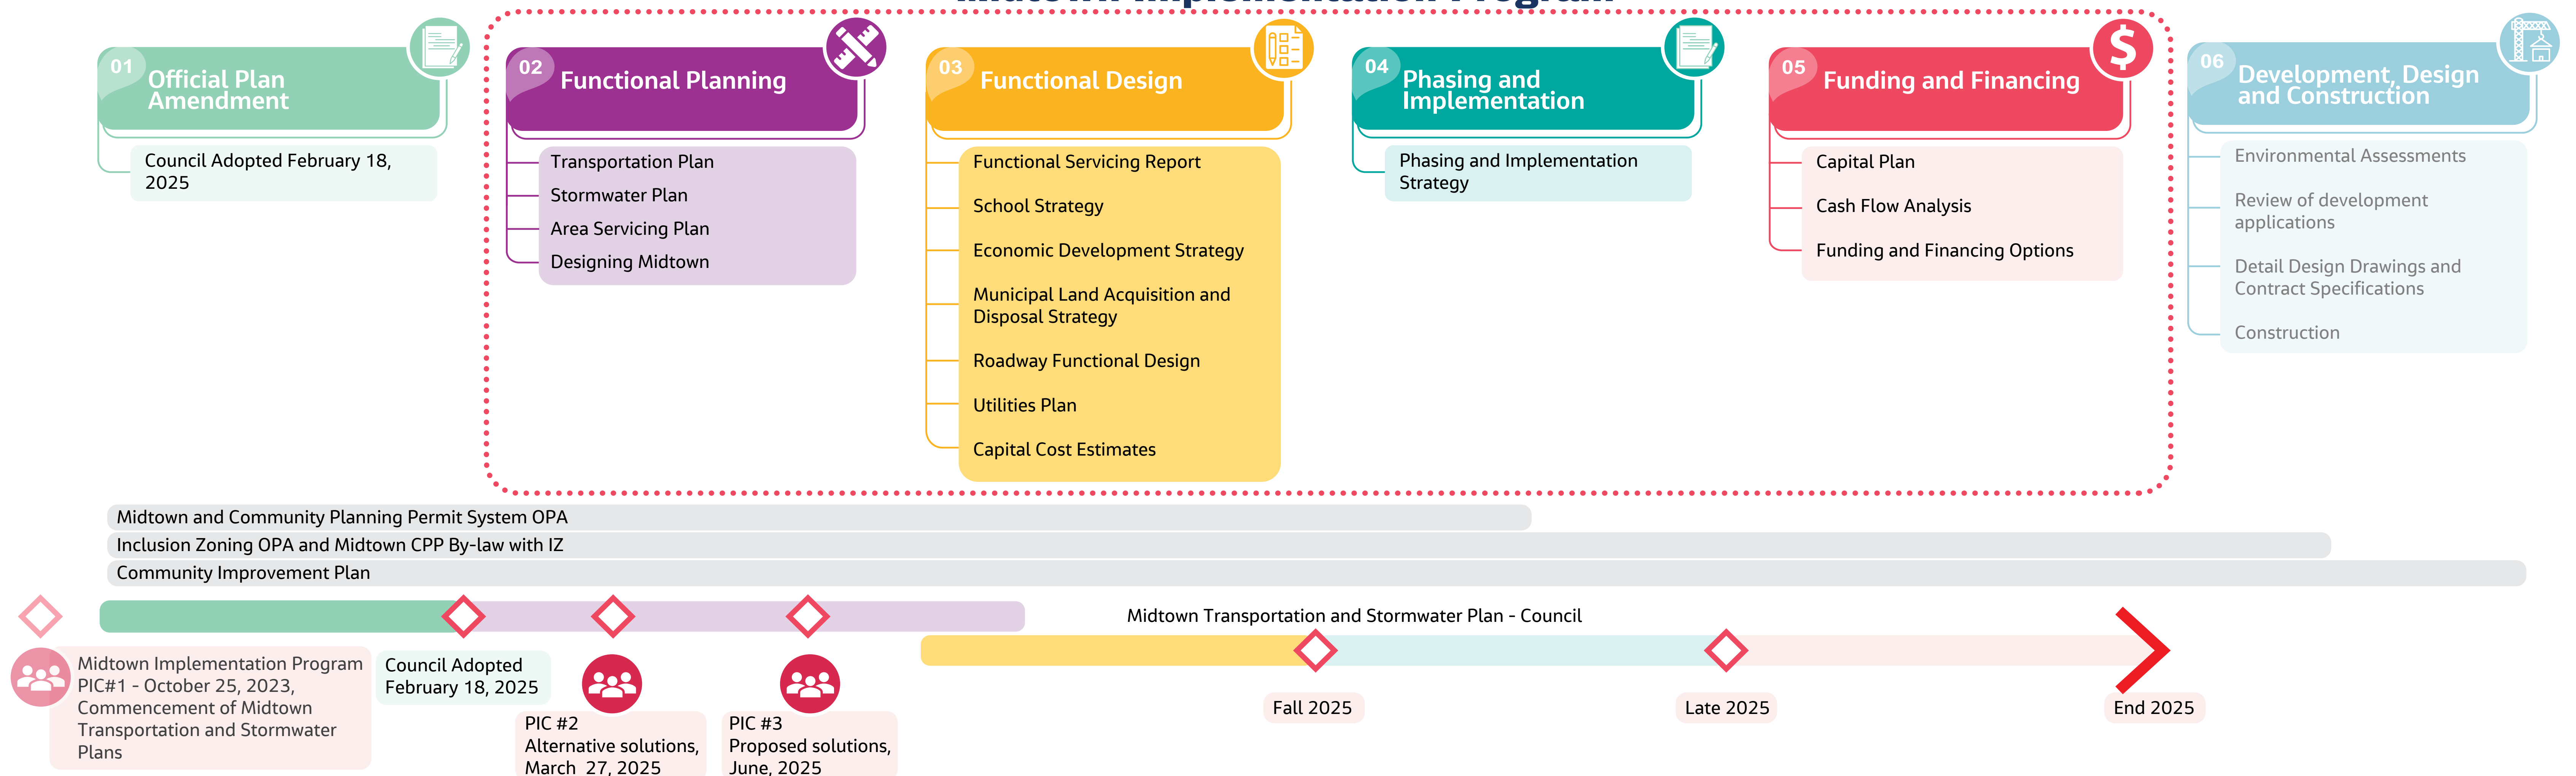 Midtown Implementation Program
01
Official Plan
Amendment
Council Adopted February 18,
2025
02
Functional Planning
Transportation Plan
Stormwater Plan
Area Servicing Plan
Designing Midtown
03
Functional Design
Functional Servicing Report
School Strategy
Economic Development Strategy
Municipal Land Acquisition and
Disposal Strategy
Roadway Functional Design
Utilities Plan
Capital Cost Estimates
04
Phasing and
Implementation
Phasing and Implementation
Strategy
05
Funding and Financing
$
Capital Plan
Cash Flow Analysis
Funding and Financing Options
06
Development, Design
and Construction
Environmental Assessments
Review of development
applications
Detail Design Drawings and
Contract Specifications
Construction
Midtown and Community Planning Permit System OPA
Inclusion Zoning OPA and Midtown CPP By-law with IZ
Community Improvement Plan
Midtown Transportation and Stormwater Plan - Council
Midtown Implementation Program
PIC#1 - October 25, 2023,
Commencement of Midtown
Transportation and Stormwater
Plans
Council Adopted
February 18, 2025
PIC #2
Alternative solutions,
March 27, 2025
PIC #3
Proposed solutions,
June, 2025
Fall 2025
Late 2025
End 2025